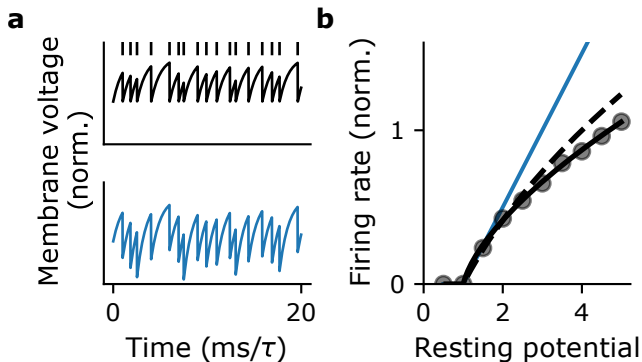 a
Membrane voltage
(norm.)
0
20
Time (ms/τ)
b
Firing rate (norm.)
1
0
0
2
4
Resting potential